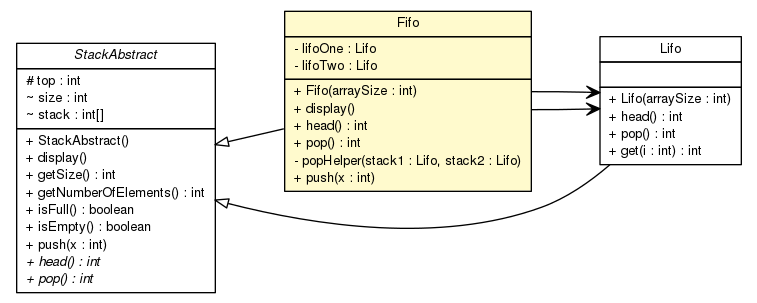 StackAbstract
# top : int
~ size : int
~ stack : int[]
+ StackAbstract()
+ display()
+ getSize() : int
+ getNumberOfElements() : int
+ isFull() : boolean
+ isEmpty() : boolean
+ push(x : int)
+ head() : int
+ pop() : int
Fifo
- lifoOne : Lifo
- lifoTwo : Lifo
+ Fifo(arraySize : int)
+ display()
+ head() : int
+ pop() : int
- popHelper(stack1 : Lifo, stack2 : Lifo)
+ push(x : int)
Lifo
+ Lifo(arraySize : int)
+ head() : int
+ pop() : int
+ get(i : int) : int